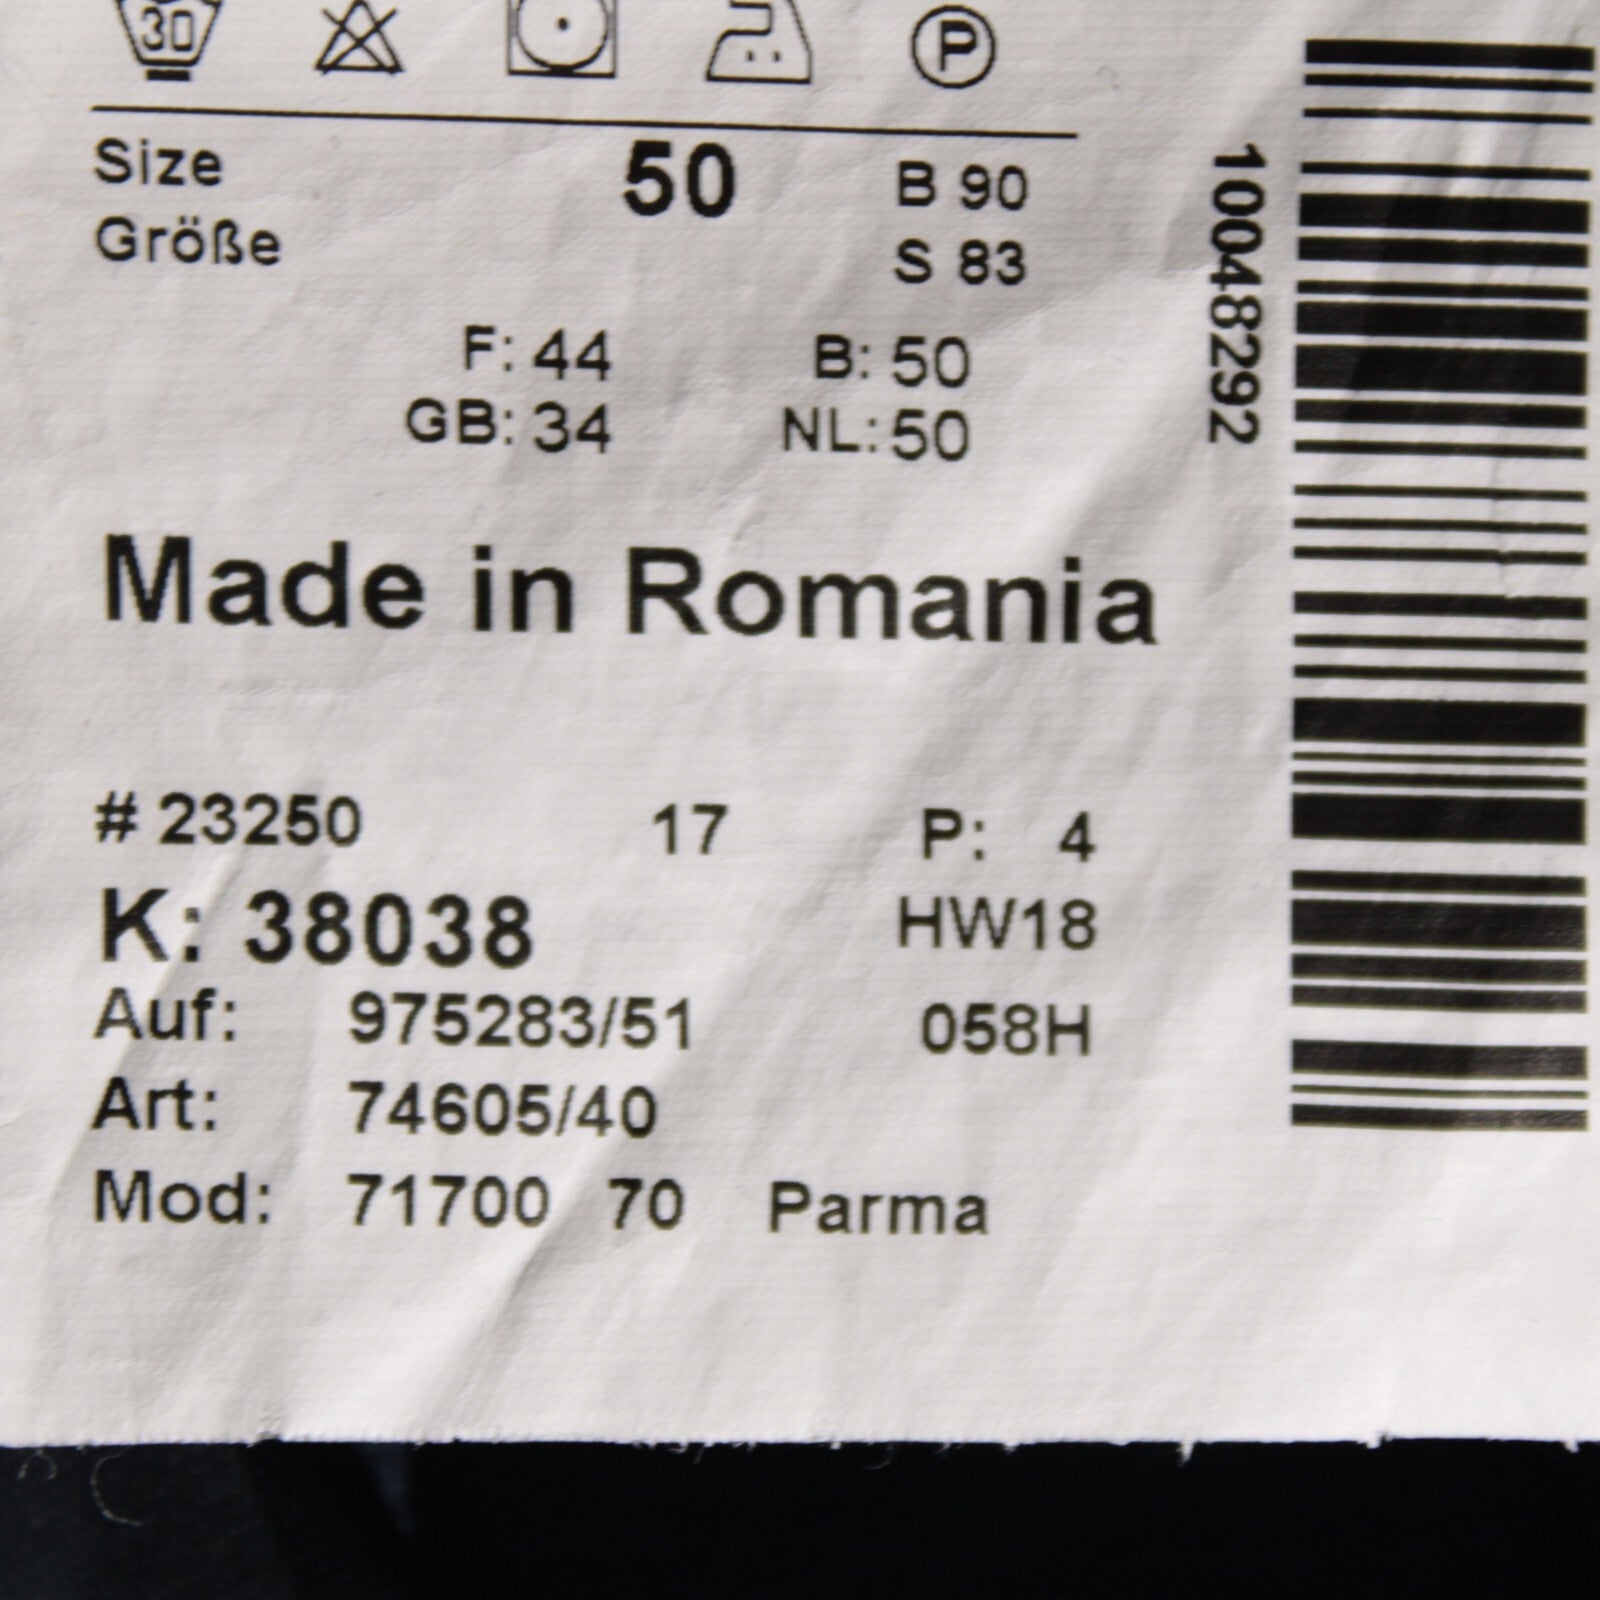 30
P
Size 50 B 90
Größe S 83
F: 44 B: 50
GB: 34 NL: 50
Made in Romania
# 23250 17 P: 4
K: 38038 HW18
Auf: 975283/51 058H
Art: 74605/40
Mod: 71700 70 Parma
10048292